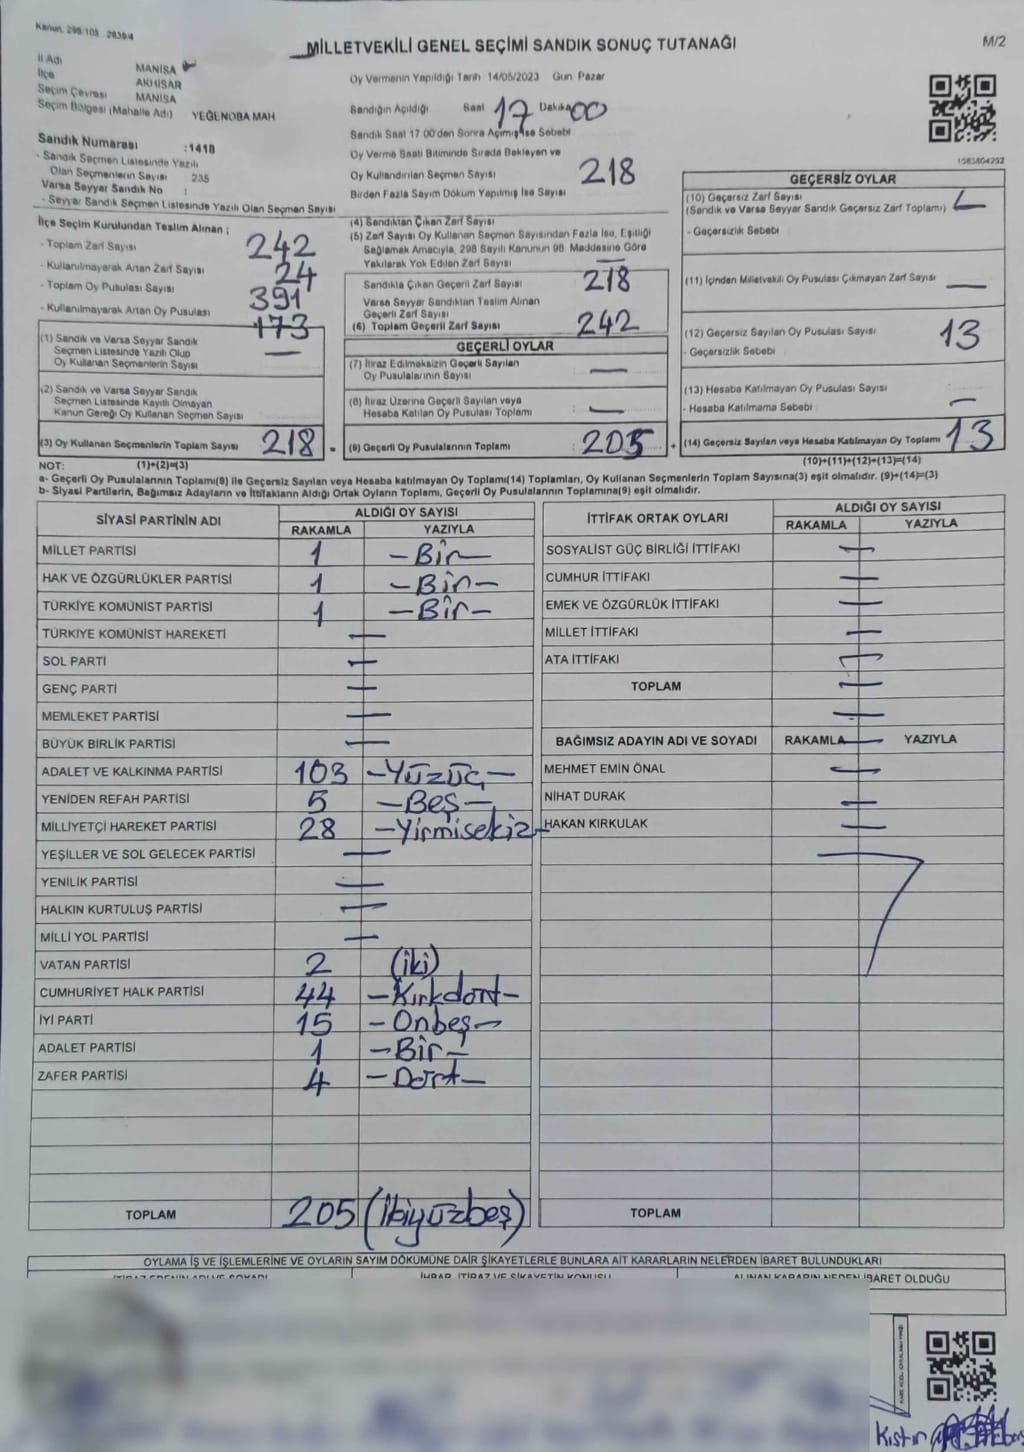 Kanun. 298/103 2839/4
MİLLETVEKİLİ GENEL SEÇİMİ SANDIK SONUÇ TUTANAĞI
M/2
İl Adı MANİSA
İlçe AKHİSAR
Seçim Çevresi MANİSA
Seçim Bölgesi (Mahalle Adı) YEĞENOBA MAH
Sandık Numarası :1418
- Sandık Seçmen Listesinde Yazılı
Olan Seçmenlerin Sayısı 235
Varsa Seyyar Sandık No :
- Seyyar Sandık Seçmen Listesinde Yazılı Olan Seçmen Sayısı
Oy Vermenin Yapıldığı Tarih 14/05/2023 Gun Pazar
Sandığın Açıldığı Saat 17 Dakika 00
Sandık Saat 17 00'den Sonra Açılmış İse Sebebi
Oy Verme Saati Bitiminde Sırada Bekleyen ve
Oy Kullandırılan Seçmen Sayısı 218
Birden Fazla Sayım Döküm Yapılmış İse Sayısı
İlçe Seçim Kurulundan Teslim Alınan ;
- Toplam Zarf Sayısı 242
- Kullanılmayarak Artan Zarf Sayısı 24
- Toplam Oy Pusulası Sayısı 391
- Kullanılmayarak Artan Oy Pusulası 173
(1) Sandık ve Varsa Seyyar Sandık
Seçmen Listesinde Yazılı Olup
Oy Kullanan Seçmenlerin Sayısı —
(2) Sandık ve Varsa Seyyar Sandık
Seçmen Listesinde Kayıtlı Olmayan
Kanun Gereği Oy Kullanan Seçmen Sayısı
(3) Oy Kullanan Seçmenlerin Toplam Sayısı 218
(4) Sandıktan Çıkan Zarf Sayısı
(5) Zarf Sayısı Oy Kullanan Seçmen Sayısından Fazla İse, Eşitliği
Sağlamak Amacıyla, 298 Sayılı Kanunun 98. Maddesine Göre
Yakılarak Yok Edilen Zarf Sayısı —
Sandıkta Çıkan Geçerli Zarf Sayısı 218
Varsa Seyyar Sandıktan Teslim Alınan
Geçerli Zarf Sayısı
(6) Toplam Geçerli Zarf Sayısı 242
GEÇERLİ OYLAR
(7) İtiraz Edilmeksizin Geçerli Sayılan
Oy Pusulalarının Sayısı —
(8) İtiraz Üzerine Geçerli Sayılan veya
Hesaba Katılan Oy Pusulası Toplamı —
(9) Geçerli Oy Pusulalarının Toplamı : 205
1583804252
GEÇERSİZ OYLAR
(10) Geçersiz Zarf Sayısı
(Sandık ve Varsa Seyyar Sandık Geçersiz Zarf Toplamı)
- Geçersizlik Sebebi
(11) İçinden Milletvekili Oy Pusulası Çıkmayan Zarf Sayısı —
(12) Geçersiz Sayılan Oy Pusulası Sayısı 13
- Geçersizlik Sebebi
(13) Hesaba Katılmayan Oy Pusulası Sayısı
- Hesaba Katılmama Sebebi —
(14) Geçersiz Sayılan veya Hesaba Katılmayan Oy Toplamı 13
NOT: (1)+(2)=(3)
(10)+(11)+(12)+(13)=(14)
a- Geçerli Oy Pusulalarının Toplamı(9) ile Geçersiz Sayılan veya Hesaba katılmayan Oy Toplamı(14) Toplamları, Oy Kullanan Seçmenlerin Toplam Sayısına(3) eşit olmalıdır. (9)+(14)=(3)
b- Siyasi Partilerin, Bağımsız Adayların ve İttifakların Aldığı Ortak Oyların Toplamı, Geçerli Oy Pusulalarının Toplamına(9) eşit olmalıdır.
SİYASİ PARTİNİN ADI ALDIĞI OY SAYISI
RAKAMLA YAZIYLA
MİLLET PARTİSİ 1 —Bir—
HAK VE ÖZGÜRLÜKLER PARTİSİ 1 —Bir—
TÜRKİYE KOMÜNİST PARTİSİ 1 —Bir—
TÜRKİYE KOMÜNİST HAREKETİ —
SOL PARTİ —
GENÇ PARTİ —
MEMLEKET PARTİSİ —
BÜYÜK BİRLİK PARTİSİ —
ADALET VE KALKINMA PARTİSİ 103 —Yüzüç—
YENİDEN REFAH PARTİSİ 5 —Beş—
MİLLİYETÇİ HAREKET PARTİSİ 28 —Yirmisekiz—
YEŞİLLER VE SOL GELECEK PARTİSİ —
YENİLİK PARTİSİ —
HALKIN KURTULUŞ PARTİSİ —
MİLLİ YOL PARTİSİ —
VATAN PARTİSİ 2 (İki)
CUMHURİYET HALK PARTİSİ 44 —Kırkdört—
İYİ PARTİ 15 —Onbeş—
ADALET PARTİSİ 1 —Bir—
ZAFER PARTİSİ 4 —Dört—
TOPLAM 205 (İkiyüzbeş)
İTTİFAK ORTAK OYLARI ALDIĞI OY SAYISI
RAKAMLA YAZIYLA
SOSYALİST GÜÇ BİRLİĞİ İTTİFAKI —
CUMHUR İTTİFAKI —
EMEK VE ÖZGÜRLÜK İTTİFAKI —
MİLLET İTTİFAKI —
ATA İTTİFAKI —
TOPLAM —
—
BAĞIMSIZ ADAYIN ADI VE SOYADI RAKAMLA — YAZIYLA
MEHMET EMİN ÖNAL —
NİHAT DURAK —
HAKAN KIRKULAK —
TOPLAM
OYLAMA İŞ VE İŞLEMLERİNE VE OYLARIN SAYIM DÖKÜMÜNE DAİR ŞİKAYETLERLE BUNLARA AİT KARARLARIN NELERDEN İBARET BULUNDUKLARI
İTİRAZ EDENİN ADI VE SOYADI İHBAR, İTİRAZ VE ŞİKAYETİN KONUSU ALINAN KARARIN NEDEN İBARET OLDUĞU